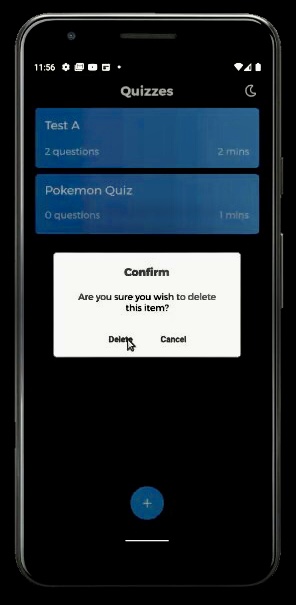 11:56
Quizzes
Test A
2 questions 2 mins
Pokemon Quiz
0 questions 1 mins
Confirm
Are you sure you wish to delete
this item?
Delete Cancel
+